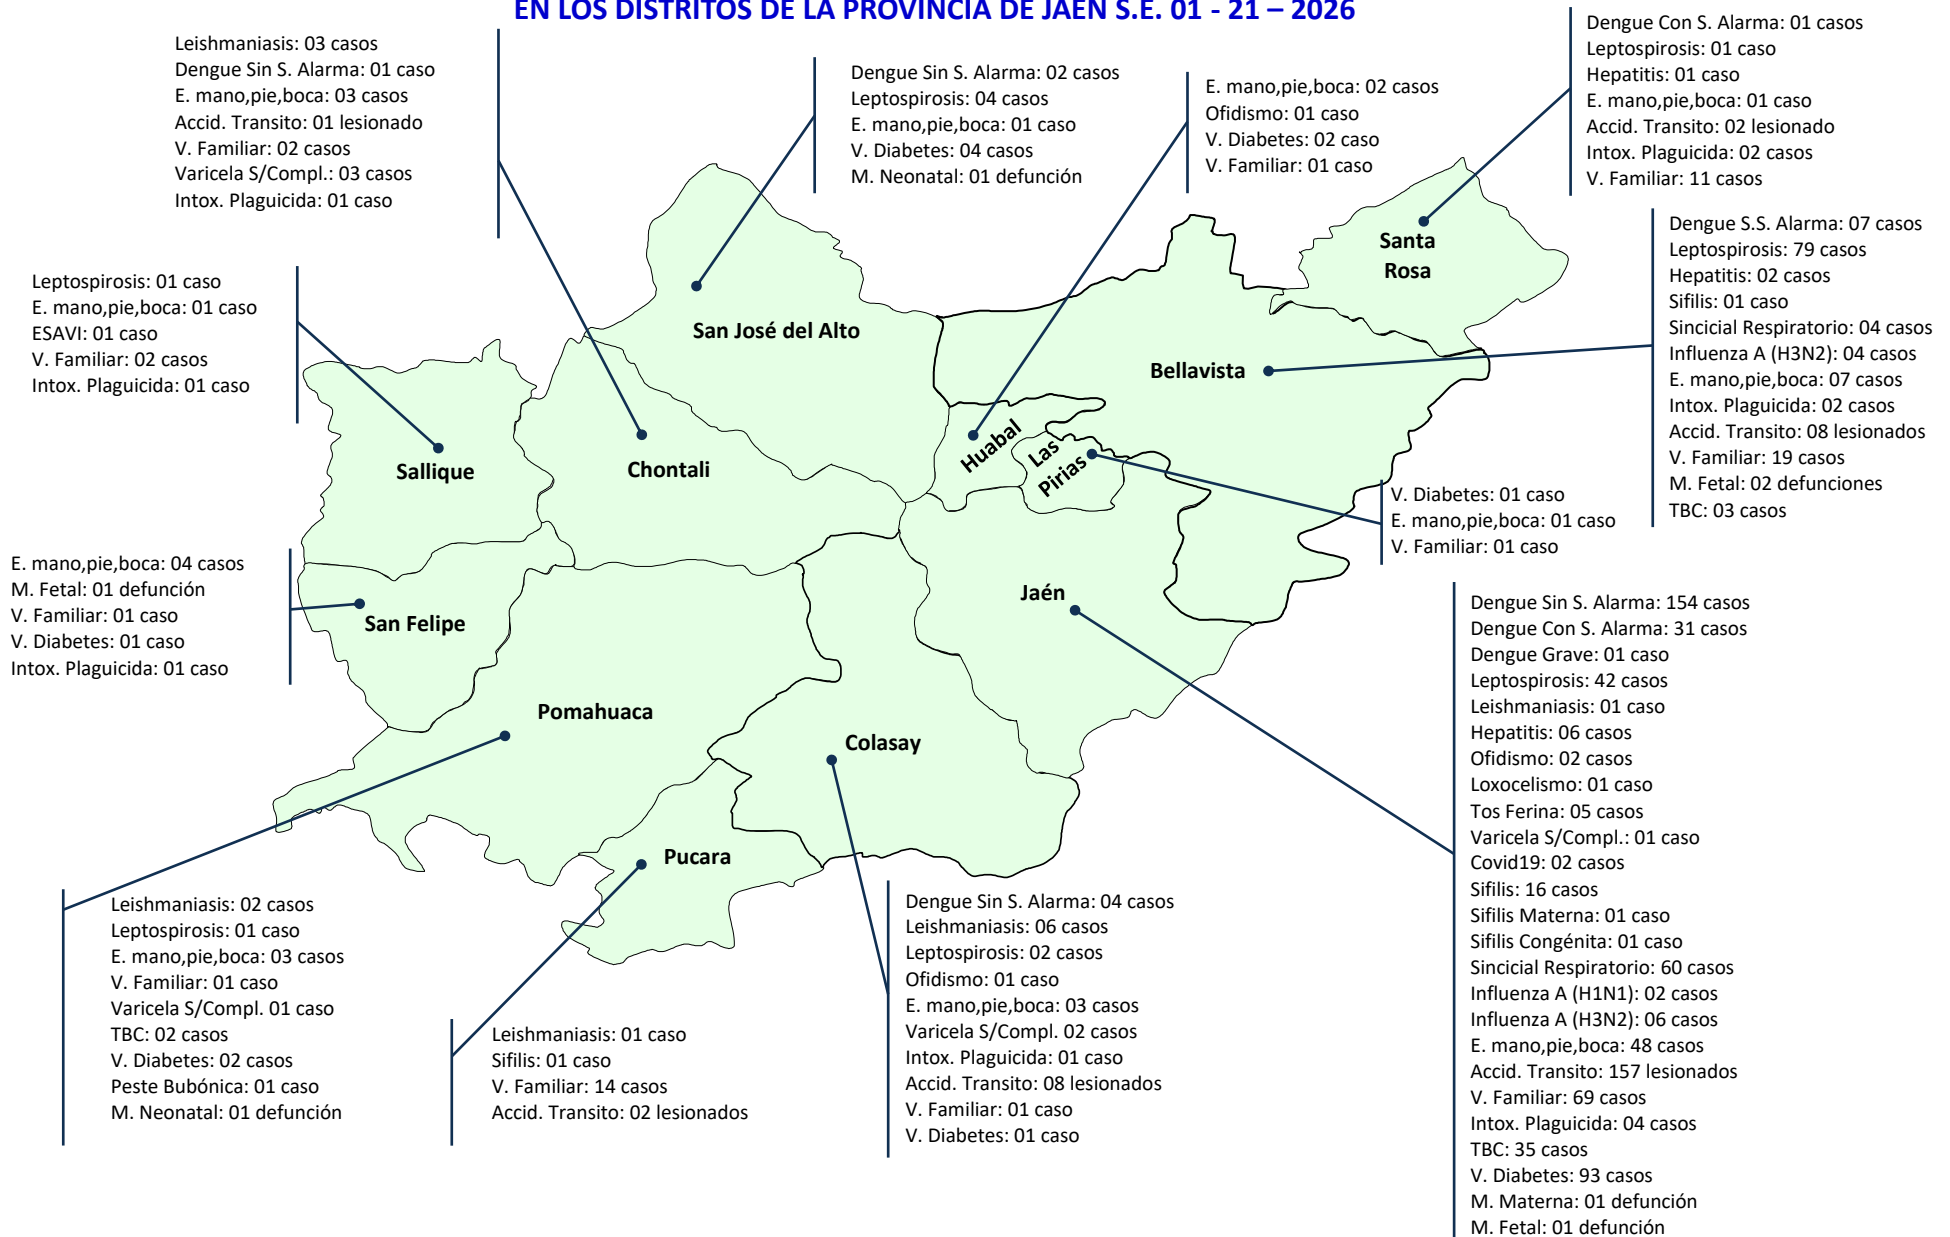 EN LOS DISTRITOS DE LA PROVINCIA DE JAEN S.E. 01 - 21 – 2026
Leishmaniasis: 03 casos
Dengue Sin S. Alarma: 01 caso
E. mano,pie,boca: 03 casos
Accid. Transito: 01 lesionado
V. Familiar: 02 casos
Varicela S/Compl.: 03 casos
Intox. Plaguicida: 01 caso
Dengue Sin S. Alarma: 02 casos
Leptospirosis: 04 casos
E. mano,pie,boca: 01 caso
V. Diabetes: 04 casos
M. Neonatal: 01 defunción
E. mano,pie,boca: 02 casos
Ofidismo: 01 caso
V. Diabetes: 02 caso
V. Familiar: 01 caso
Dengue Con S. Alarma: 01 casos
Leptospirosis: 01 caso
Hepatitis: 01 caso
E. mano,pie,boca: 01 caso
Accid. Transito: 02 lesionado
Intox. Plaguicida: 02 casos
V. Familiar: 11 casos
Dengue S.S. Alarma: 07 casos
Leptospirosis: 79 casos
Hepatitis: 02 casos
Sifilis: 01 caso
Sincicial Respiratorio: 04 casos
Influenza A (H3N2): 04 casos
E. mano,pie,boca: 07 casos
Intox. Plaguicida: 02 casos
Accid. Transito: 08 lesionados
V. Familiar: 19 casos
M. Fetal: 02 defunciones
TBC: 03 casos
Leptospirosis: 01 caso
E. mano,pie,boca: 01 caso
ESAVI: 01 caso
V. Familiar: 02 casos
Intox. Plaguicida: 01 caso
Santa
Rosa
San José del Alto
Bellavista
Huabal
Las
Pirias
Sallique
Chontali
V. Diabetes: 01 caso
E. mano,pie,boca: 01 caso
V. Familiar: 01 caso
E. mano,pie,boca: 04 casos
M. Fetal: 01 defunción
V. Familiar: 01 caso
V. Diabetes: 01 caso
Intox. Plaguicida: 01 caso
San Felipe
Jaén
Pomahuaca
Colasay
Pucara
Dengue Sin S. Alarma: 154 casos
Dengue Con S. Alarma: 31 casos
Dengue Grave: 01 caso
Leptospirosis: 42 casos
Leishmaniasis: 01 caso
Hepatitis: 06 casos
Ofidismo: 02 casos
Loxocelismo: 01 caso
Tos Ferina: 05 casos
Varicela S/Compl.: 01 caso
Covid19: 02 casos
Sifilis: 16 casos
Sifilis Materna: 01 caso
Sifilis Congénita: 01 caso
Sincicial Respiratorio: 60 casos
Influenza A (H1N1): 02 casos
Influenza A (H3N2): 06 casos
E. mano,pie,boca: 48 casos
Accid. Transito: 157 lesionados
V. Familiar: 69 casos
Intox. Plaguicida: 04 casos
TBC: 35 casos
V. Diabetes: 93 casos
M. Materna: 01 defunción
M. Fetal: 01 defunción
Leishmaniasis: 02 casos
Leptospirosis: 01 caso
E. mano,pie,boca: 03 casos
V. Familiar: 01 caso
Varicela S/Compl. 01 caso
TBC: 02 casos
V. Diabetes: 02 casos
Peste Bubónica: 01 caso
M. Neonatal: 01 defunción
Leishmaniasis: 01 caso
Sifilis: 01 caso
V. Familiar: 14 casos
Accid. Transito: 02 lesionados
Dengue Sin S. Alarma: 04 casos
Leishmaniasis: 06 casos
Leptospirosis: 02 casos
Ofidismo: 01 caso
E. mano,pie,boca: 03 casos
Varicela S/Compl. 02 casos
Intox. Plaguicida: 01 caso
Accid. Transito: 08 lesionados
V. Familiar: 01 caso
V. Diabetes: 01 caso